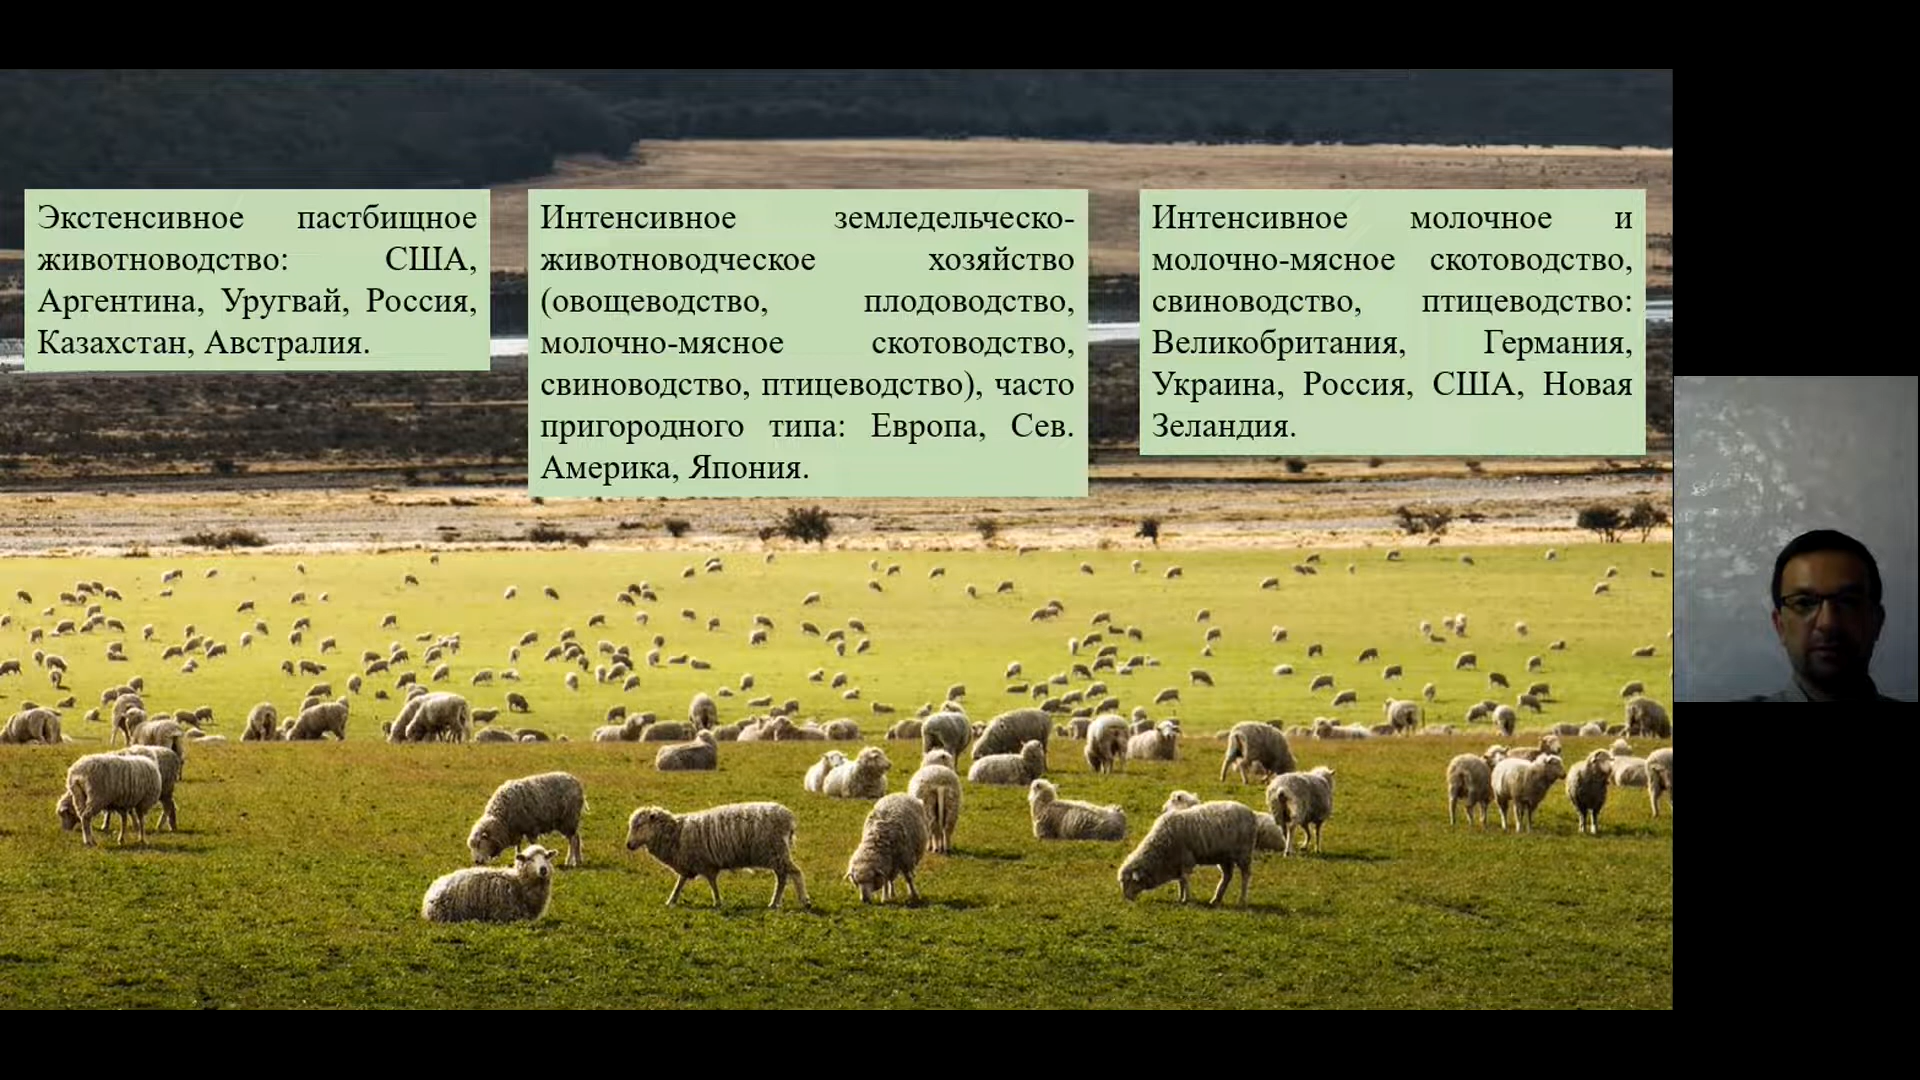 Экстенсивное пастбищное
животноводство: США,
Аргентина, Уругвай, Россия,
Казахстан, Австралия.
Интенсивное земледельческо-
животноводческое хозяйство
(овощеводство, плодоводство,
молочно-мясное скотоводство,
свиноводство, птицеводство), часто
пригородного типа: Европа, Сев.
Америка, Япония.
Интенсивное молочное и
молочно-мясное скотоводство,
свиноводство, птицеводство:
Великобритания, Германия,
Украина, Россия, США, Новая
Зеландия.